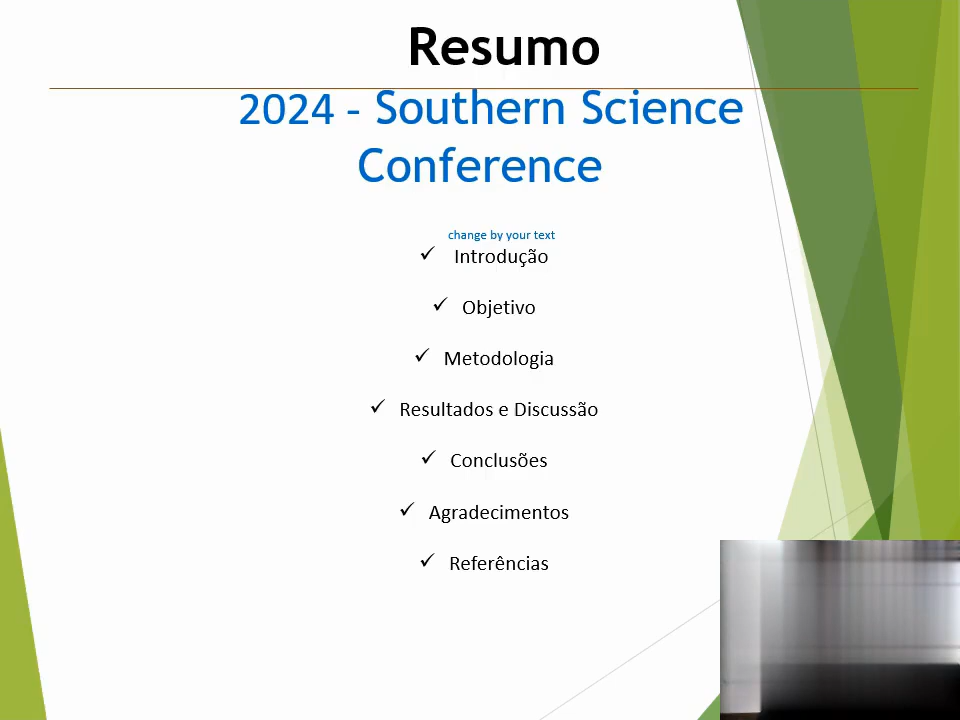 Resumo
2024 - Southern Science
Conference
change by your text
✓ Introdução
✓ Objetivo
✓ Metodologia
✓ Resultados e Discussão
✓ Conclusões
✓ Agradecimentos
✓ Referências